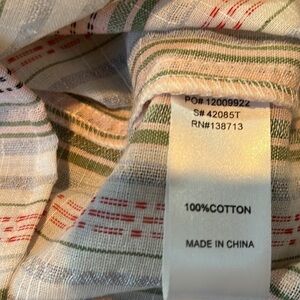 PO# 12009922
S# 42085T
RN#138713
100%COTTON
MADE IN CHINA